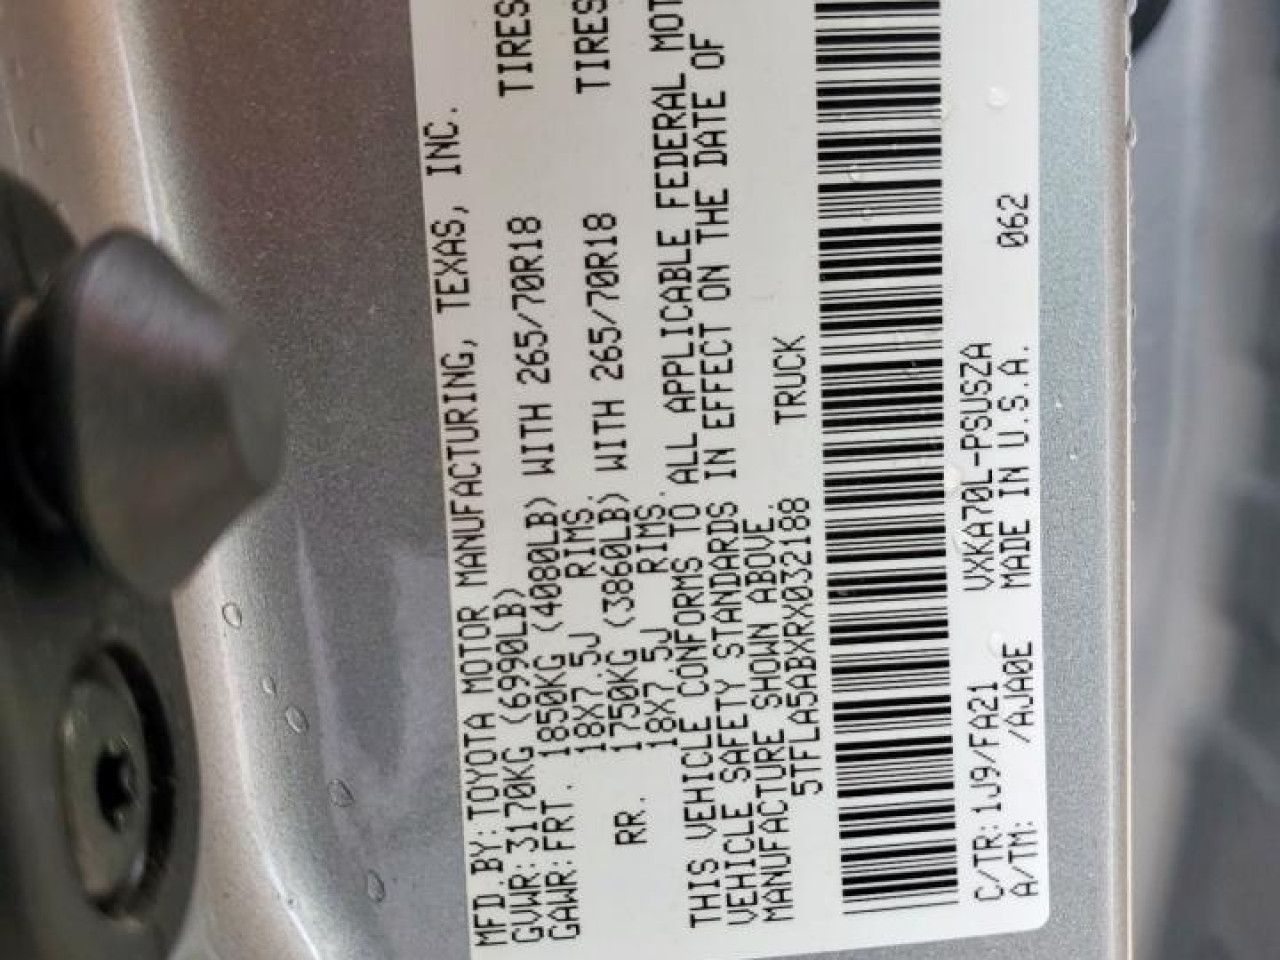 MFD.BY:TOYOTA MOTOR MANUFACTURING, TEXAS, INC.
GVWR:3170KG (6990LB)
GAWR:FRT. 1850KG (4080LB) WITH 265/70R18 TIRES
18X7.5J RIMS.
RR. 1750KG (3860LB) WITH 265/70R18 TIRES
18X7.5J RIMS.
THIS VEHICLE CONFORMS TO ALL APPLICABLE FEDERAL MOT
VEHICLE SAFETY STANDARDS IN EFFECT ON THE DATE OF
MANUFACTURE SHOWN ABOVE.
5TFLA5ABXRX032188 TRUCK
C/TR:1J9/FA21 VXKA70L-PSUSZA
A/TM: /AJA0E MADE IN U.S.A. 062